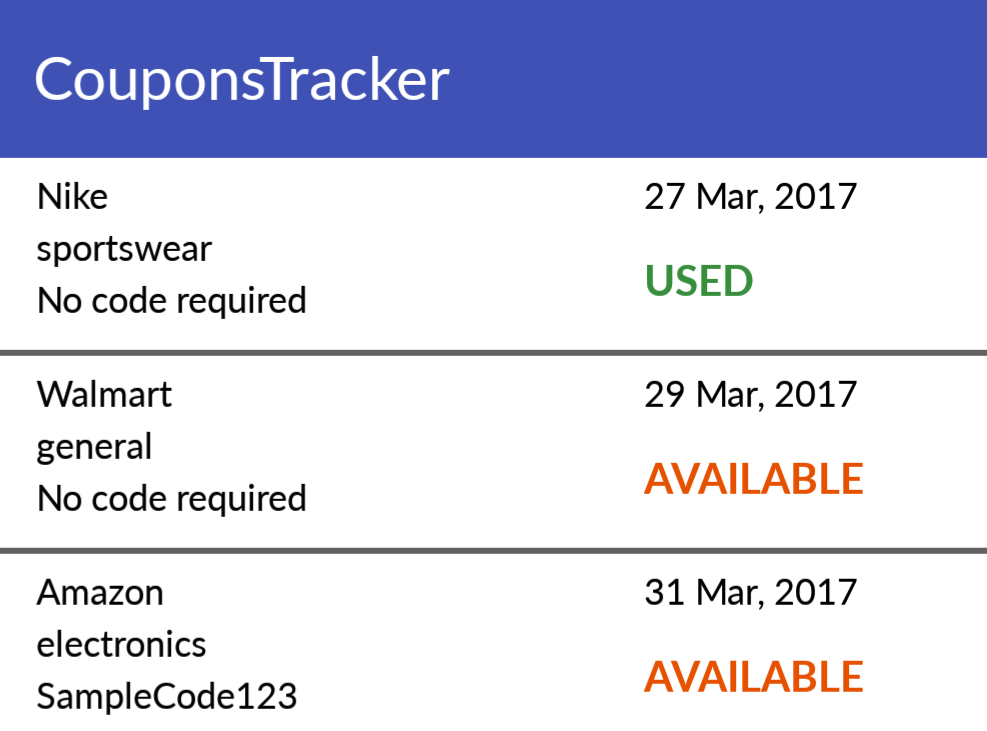 CouponsTracker
Nike
27 Mar, 2017
sportswear
USED
No code required
Walmart
29 Mar, 2017
general
AVAILABLE
No code required
Amazon
31 Mar, 2017
electronics
AVAILABLE
SampleCode123